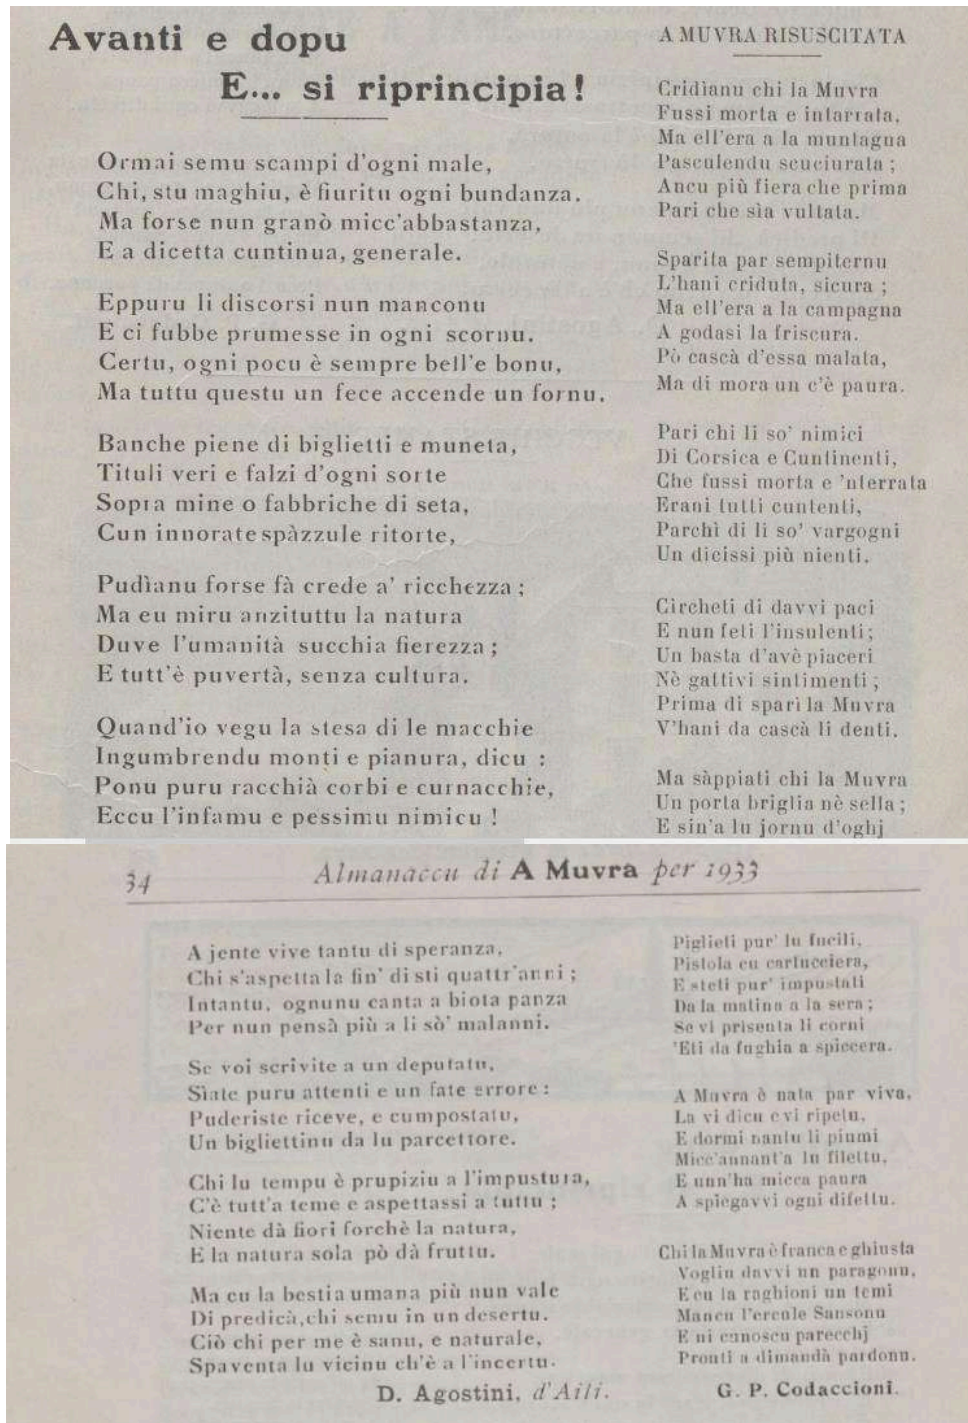 Avanti e dopu
E... si riprincipia!
Ormai semu scampi d'ogni male,
Chi, stu maghiu, è fiuritu ogni bundanza.
Ma forse nun granò micc'abbastanza,
E a dicetta cuntinua, generale.
Eppuru li discorsi nun manconu
E ci fubbe prumesse in ogni scornu.
Certu, ogni pocu è sempre bell'e bonu,
Ma tuttu questu un fece accende un fornu.
Banche piene di biglietti e muneta,
Tituli veri e falzi d'ogni sorte
Sopra mine o fabbriche di seta,
Cun innorate spàzzule ritorte,
Pudìanu forse fà crede a' ricchezza;
Ma eu miru anzituttu la natura
Duve l'umanità succhia fierezza;
E tutt'è puvertà, senza cultura.
Quand'io vegu la stesa di le macchie
Ingumbrendu monti e pianura, dicu :
Ponu puru racchià corbi e curnacchie,
Eccu l'infamu e pessimu nimicu !
A MUVRA RISUSCITATA
Cridìanu chi la Muvra
Fussi morta e intarrata,
Ma ell'era a la muntagna
Pasculendu scuciurata ;
Ancu più fiera che prima
Pari che sìa vultata.
Sparita par sempiternu
L'hani criduta, sicura ;
Ma ell'era a la campagna
A godasi la friscura.
Pò cascà d'essa malata,
Ma di mora un c'è paura.
Pari chi li so' nimici
Di Corsica e Cuntinenti,
Che fussi morta e 'nterrata
Erani tutti cuntenti,
Parchì di li so' vargogni
Un dicissi più nienti.
Circheti di davvi paci
E nun feti l'insulenti;
Un basta d'avè piaceri
Nè gattivi sintimenti ;
Prima di sparì la Muvra
V'hani da cascà li denti.
Ma sàppiati chi la Muvra
Un porta briglia nè sella ;
E sin'a lu jornu d'oghj
34
Almanaccu di A Muvra per 1933
A jente vive tantu di speranza,
Chi s'aspetta la fin' di sti quattr'anni ;
Intantu, ognunu canta a biota panza
Per nun pensà più a li sò' malanni.
Se voi scrivite a un deputatu,
Sìate puru attenti e un fate errore :
Puderiste riceve, e cumpostatu,
Un bigliettinu da lu parcettore.
Chi lu tempu è prupiziu a l'impustura,
C'è tutt'a teme e aspettassi a tuttu ;
Niente dà fiori forchè la natura,
E la natura sola pò dà fruttu.
Ma cu la bestia umana più nun vale
Di predicà, chi semu in un desertu.
Ciò chi per me è sanu, e naturale,
Spaventa lu vicinu ch'è a l'incertu.
D. Agostini, d'Aiti.
Piglieti pur' lu fucili,
Pistola cu cartucciera,
E steti pur' impustati
Da la matina a la sera ;
Se vi prisenta li corni
'Eti da fughia a spiccera.
A Muvra è nata par viva,
La vi dicu e vi ripetu,
E dormi nantu li piumi
Micc'annant'a lu filettu,
E unn'ha micca paura
A spiegavvi ogni difettu.
Chi la Muvra è franca e ghiusta
Vogliu davvi un paragonu,
E cu la raghioni un temi
Mancu l'ercule Sansonu
E ni cunoscu parecchj
Pronti a dimandà pardonu.
G. P. Codaccioni.